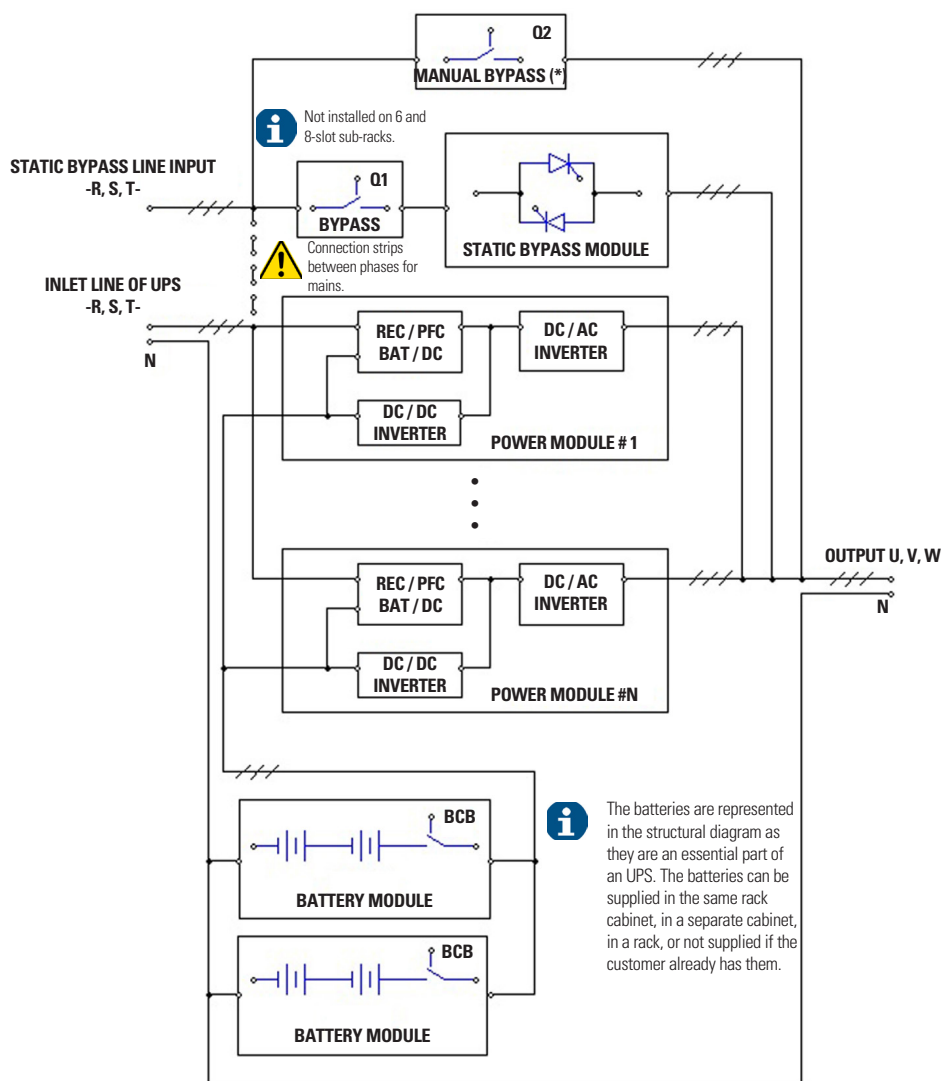 Q2
MANUAL BYPASS (*)
Not installed on 6 and
8-slot sub-racks.
STATIC BYPASS LINE INPUT
-R, S, T-
Q1
BYPASS
STATIC BYPASS MODULE
Connection strips
between phases for
mains.
INLET LINE OF UPS
-R, S, T-
N
REC / PFC
BAT / DC
DC / AC
INVERTER
DC / DC
INVERTER
POWER MODULE # 1
REC / PFC
BAT / DC
DC / AC
INVERTER
DC / DC
INVERTER
POWER MODULE #N
OUTPUT U, V, W
N
BCB
BATTERY MODULE
BCB
BATTERY MODULE
The batteries are represented
in the structural diagram as
they are an essential part of
an UPS. The batteries can be
supplied in the same rack
cabinet, in a separate cabinet,
in a rack, or not supplied if the
customer already has them.